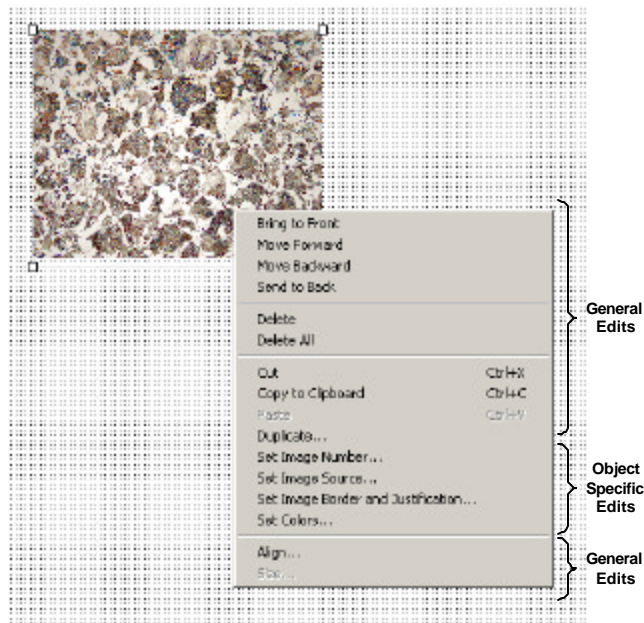 Bring to Front
Move Forward
Move Backward
Send to Back
Delete
Delete All
Cut Ctrl+X
Copy to Clipboard Ctrl+C
Paste Ctrl+V
Duplicate...
Set Image Number...
Set Image Source...
Set Image Border and Justification...
Set Colors...
Align...
Size...
General
Edits
Object
Specific
Edits
General
Edits